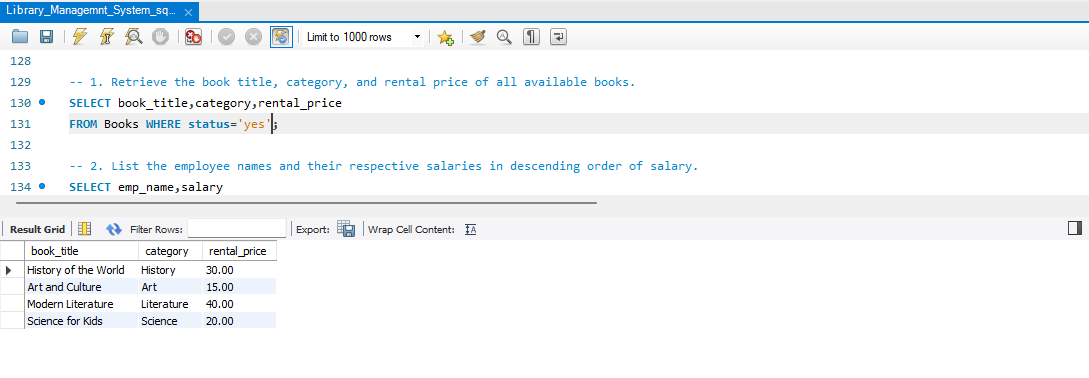 Library_Managemnt_System_sq... ×
Limit to 1000 rows
128
129 -- 1. Retrieve the book title, category, and rental price of all available books.
130 SELECT book_title,category,rental_price
131 FROM Books WHERE status='yes';
132
133 -- 2. List the employee names and their respective salaries in descending order of salary.
134 SELECT emp_name,salary
Result Grid Filter Rows: Export: Wrap Cell Content: IA
book_title category rental_price
History of the World History 30.00
Art and Culture Art 15.00
Modern Literature Literature 40.00
Science for Kids Science 20.00